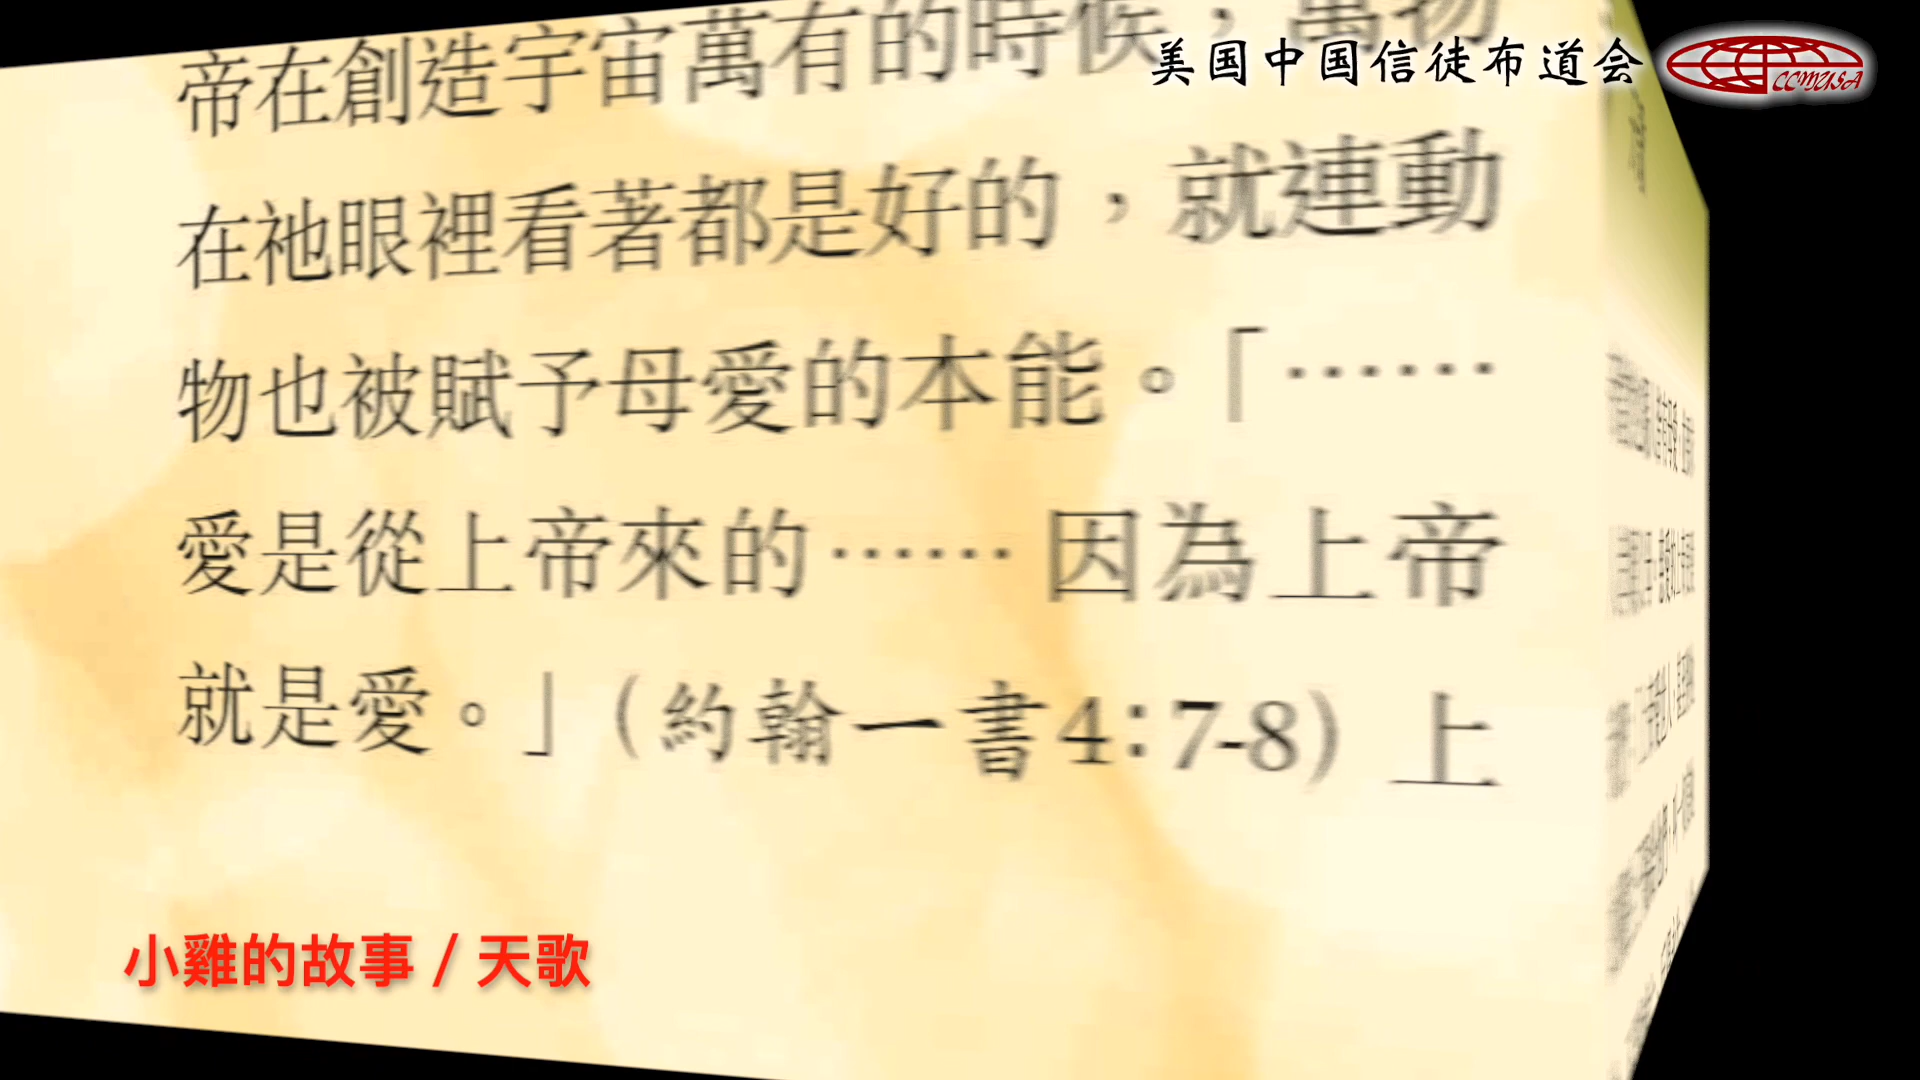 帝在創造宇宙萬有的時候，萬物
美国中国信徒布道会
CCMUSA
在祂眼裡看著都是好的，就連動
物也被賦予母愛的本能。「……
愛是從上帝來的……因為上帝
就是愛。」（約翰一書4:7-8）上
小雞的故事 / 天歌